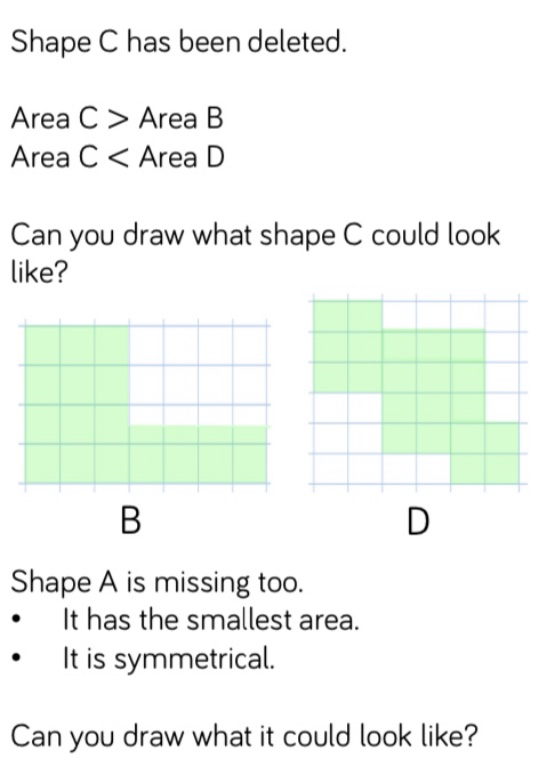 Shape C has been deleted.
Area C > Area B
Area C < Area D
Can you draw what shape C could look
like?
B
D
Shape A is missing too.
• It has the smallest area.
• It is symmetrical.
Can you draw what it could look like?